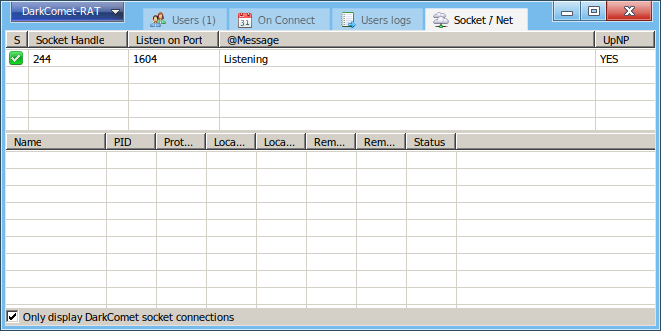 DarkComet-RAT Users (1) On Connect Users logs Socket / Net
S Socket Handle Listen on Port @Message UpNP
244 1604 Listening YES
Name PID Prot... Loca... Loca... Rem... Rem... Status
Only display DarkComet socket connections